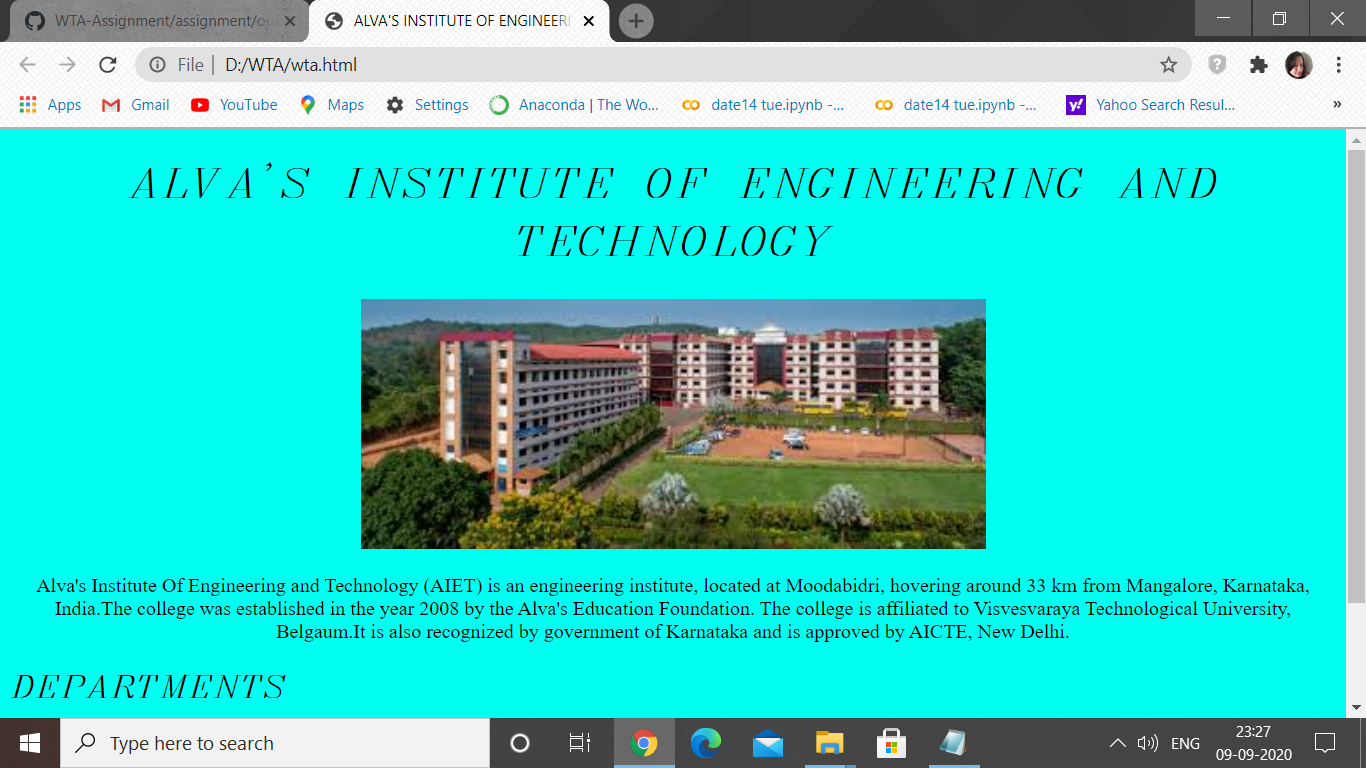 WTA-Assignment/assignment/o
ALVA'S INSTITUTE OF ENGINEER
File | D:/WTA/wta.html
Apps Gmail YouTube Maps Settings Anaconda | The Wo... date14 tue.ipynb -... date14 tue.ipynb -... Yahoo Search Resul... »
ALVA'S INSTITUTE OF ENGINEERING AND
TECHNOLOGY
Alva's Institute Of Engineering and Technology (AIET) is an engineering institute, located at Moodabidri, hovering around 33 km from Mangalore, Karnataka,
India.The college was established in the year 2008 by the Alva's Education Foundation. The college is affiliated to Visvesvaraya Technological University,
Belgaum.It is also recognized by government of Karnataka and is approved by AICTE, New Delhi.
DEPARTMENTS
Type here to search
ENG
23:27
09-09-2020